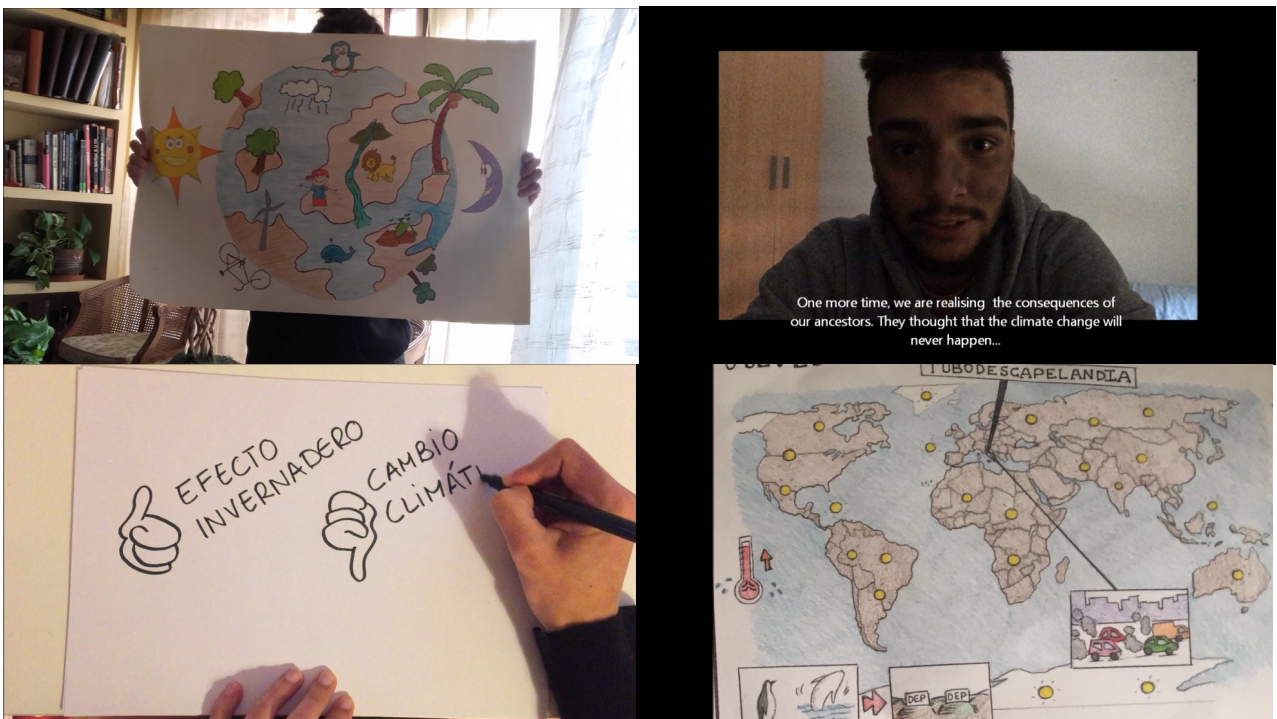 One more time, we are realising  the consequences of
our ancestors. They thought that the climate change will
never happen...
EFECTO
INVERNADERO
CAMBIO
CLIMÁTI
TUBODESCAPELANDIA
DEP
DEP